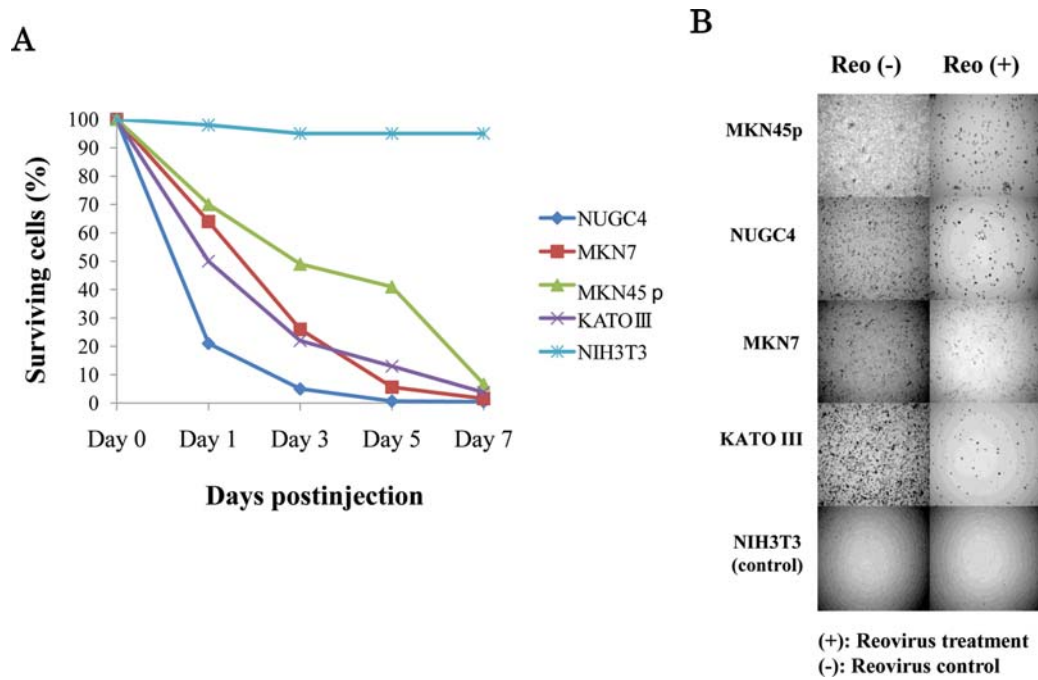 A
100
90
80
70
60
50
40
30
20
10
0
Surviving cells (%)
Day 0 Day 1 Day 3 Day 5 Day 7
Days postinjection
NUGC4
MKN7
MKN45 p
KATO III
NIH3T3
B
Reo (-) Reo (+)
MKN45p
NUGC4
MKN7
KATO III
NIH3T3
(control)
(+): Reovirus treatment
(-): Reovirus control